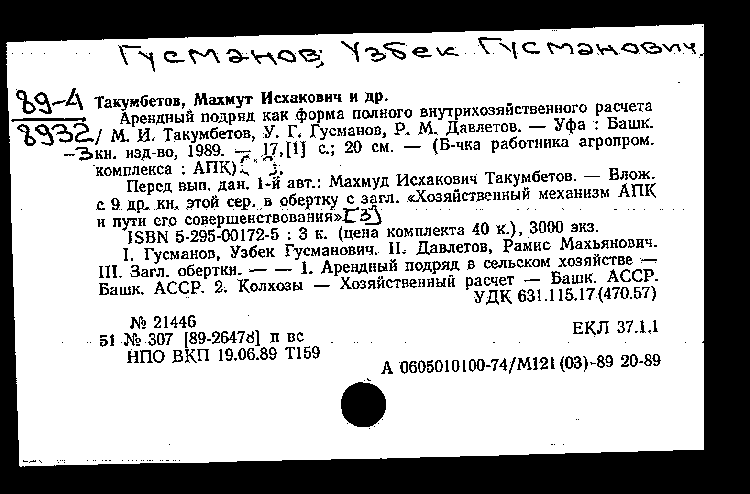 Гусманов, Узбек Гусманович.
89-4
8932
-3
Такумбетов, Махмут Исхакович и др.
Арендный подряд как форма полного внутрихозяйственного расчета
/ М. И. Такумбетов, У. Г. Гусманов, Р. М. Давлетов. — Уфа : Башк.
кн. изд-во, 1989. — 17,[1] с.; 20 см. — (Б-чка работника агропром.
комплекса : АПК)
Перед вып. дан. 1-й авт.: Махмуд Исхакович Такумбетов. — Влож.
с 9 др. кн. этой сер. в обертку с загл. «Хозяйственный механизм АПК
и пути его совершенствования» [3]
ISBN 5-295-00172-5 : 3 к. (цена комплекта 40 к.), 3000 экз.
I. Гусманов, Узбек Гусманович. II. Давлетов, Рамис Махьянович.
III. Загл. обертки. — — 1. Арендный подряд в сельском хозяйстве —
Башк. АССР. 2. Колхозы — Хозяйственный расчет — Башк. АССР.
УДК 631.115.17(470.57)
№ 21446
51 № 307 [89-26478] п вс
ЕКЛ 37.1.1
НПО ВКП 19.06.89 Т159
А 0605010100-74/М121(03)-89 20-89